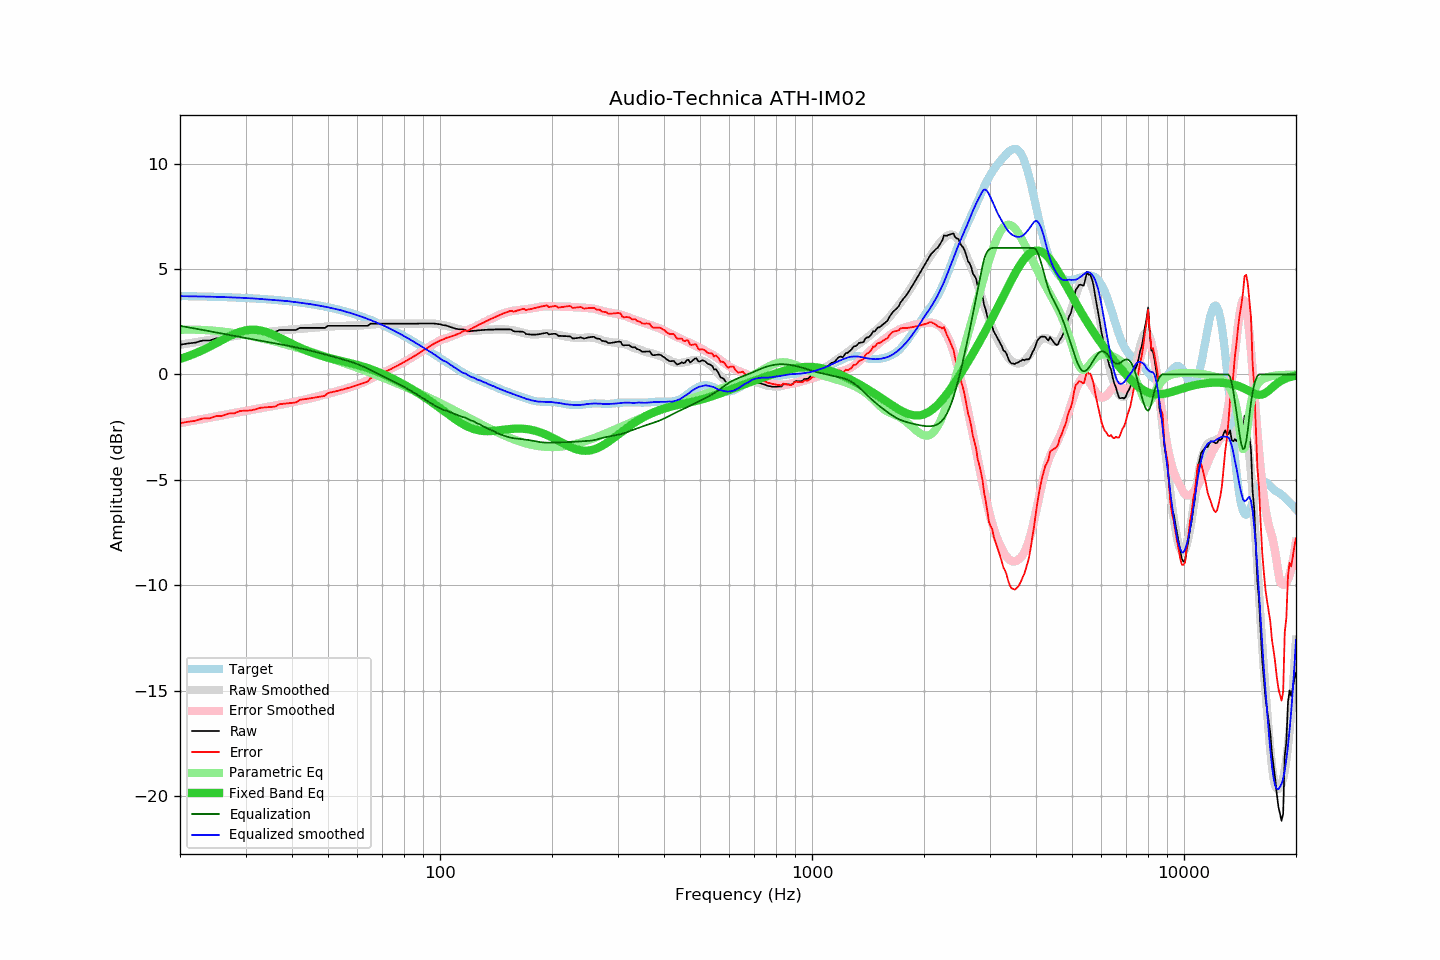 Audio-Technica ATH-IM02
10
5
0
−5
−10
−15
−20
Amplitude (dBr)
Target
Raw Smoothed
Error Smoothed
Raw
Error
Parametric Eq
Fixed Band Eq
Equalization
Equalized smoothed
100
1000
10000
Frequency (Hz)